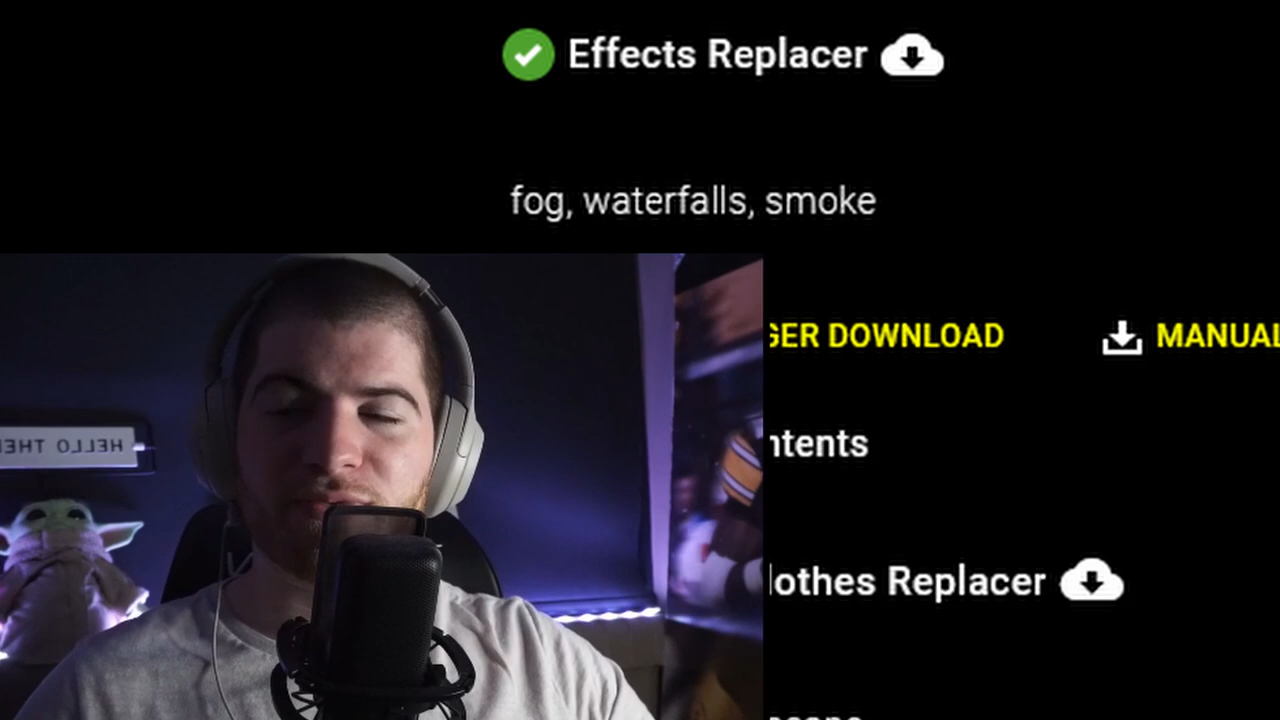 Effects Replacer
fog, waterfalls, smoke
GER DOWNLOAD
MANUAL
ntents
lothes Replacer
HELLO THE